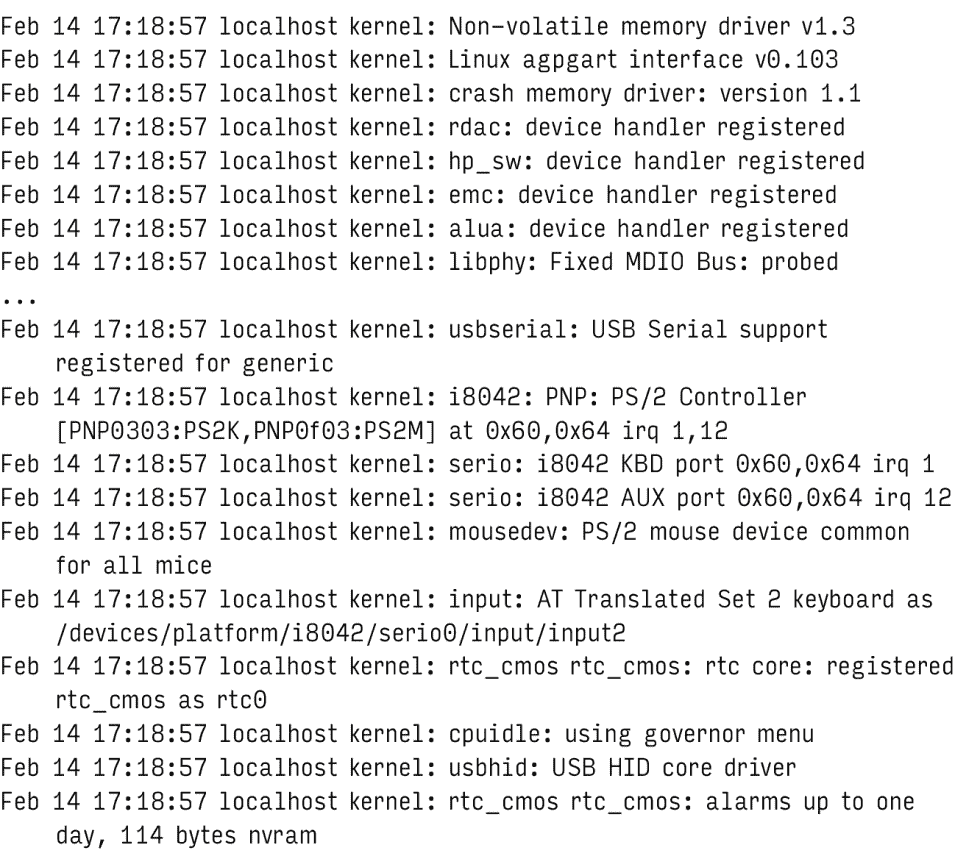 Feb 14 17:18:57 localhost kernel: Non-volatile memory driver v1.3
Feb 14 17:18:57 localhost kernel: Linux agpgart interface v0.103
Feb 14 17:18:57 localhost kernel: crash memory driver: version 1.1
Feb 14 17:18:57 localhost kernel: rdac: device handler registered
Feb 14 17:18:57 localhost kernel: hp_sw: device handler registered
Feb 14 17:18:57 localhost kernel: emc: device handler registered
Feb 14 17:18:57 localhost kernel: alua: device handler registered
Feb 14 17:18:57 localhost kernel: libphy: Fixed MDIO Bus: probed
...
Feb 14 17:18:57 localhost kernel: usbserial: USB Serial support
registered for generic
Feb 14 17:18:57 localhost kernel: i8042: PNP: PS/2 Controller
[PNP0303:PS2K,PNP0f03:PS2M] at 0x60,0x64 irq 1,12
Feb 14 17:18:57 localhost kernel: serio: i8042 KBD port 0x60,0x64 irq 1
Feb 14 17:18:57 localhost kernel: serio: i8042 AUX port 0x60,0x64 irq 12
Feb 14 17:18:57 localhost kernel: mousedev: PS/2 mouse device common
for all mice
Feb 14 17:18:57 localhost kernel: input: AT Translated Set 2 keyboard as
/devices/platform/i8042/serio0/input/input2
Feb 14 17:18:57 localhost kernel: rtc_cmos rtc_cmos: rtc core: registered
rtc_cmos as rtc0
Feb 14 17:18:57 localhost kernel: cpuidle: using governor menu
Feb 14 17:18:57 localhost kernel: usbhid: USB HID core driver
Feb 14 17:18:57 localhost kernel: rtc_cmos rtc_cmos: alarms up to one
day, 114 bytes nvram